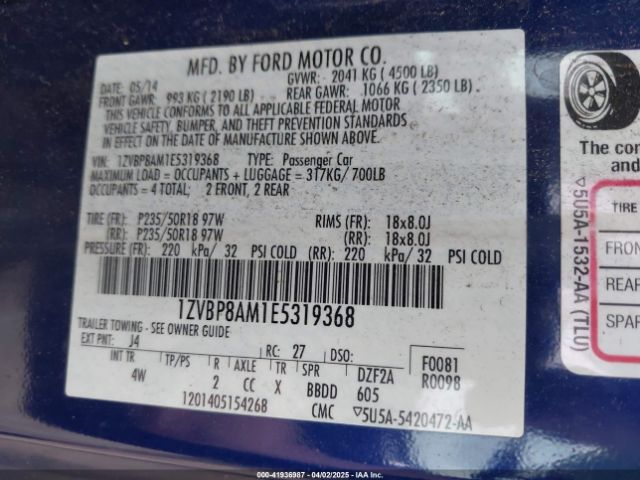 MFD. BY FORD MOTOR CO.
DATE: 05/14 GVWR: 2041 KG ( 4500 LB)
FRONT GAWR: 993 KG ( 2190 LB) REAR GAWR: 1066 KG ( 2350 LB)
THIS VEHICLE CONFORMS TO ALL APPLICABLE FEDERAL MOTOR
VEHICLE SAFETY, BUMPER, AND THEFT PREVENTION STANDARDS
IN EFFECT ON THE DATE OF MANUFACTURE SHOWN ABOVE.
VIN: 1ZVBP8AM1E5319368 TYPE: Passenger Car
MAXIMUM LOAD = OCCUPANTS + LUGGAGE = 317KG/ 700LB
OCCUPANTS = 4 TOTAL; 2 FRONT, 2 REAR
TIRE (FR): P235/50R18 97W RIMS (FR): 18x8.0J
(RR): P235/50R18 97W (RR): 18x8.0J
PRESSURE (FR): 220 kPa/ 32 PSI COLD (RR): 220 kPa/ 32 PSI COLD
1ZVBP8AM1E5319368
TRAILER TOWING - SEE OWNER GUIDE
EXT PNT: J4 RC: 27 DSO: F0081
INT TR TP/PS R AXLE TR SPR DZF2A R0098
4W 2 CC X BBDD 605
1201405154268 CMC ▽5U5A-5420472-AA
The con
and
▽5U5A-1532-AA (TLU)
TIRE
FRON
REAR
SPAR
00-41936987 - 04/02/2025 - IAAI.CA